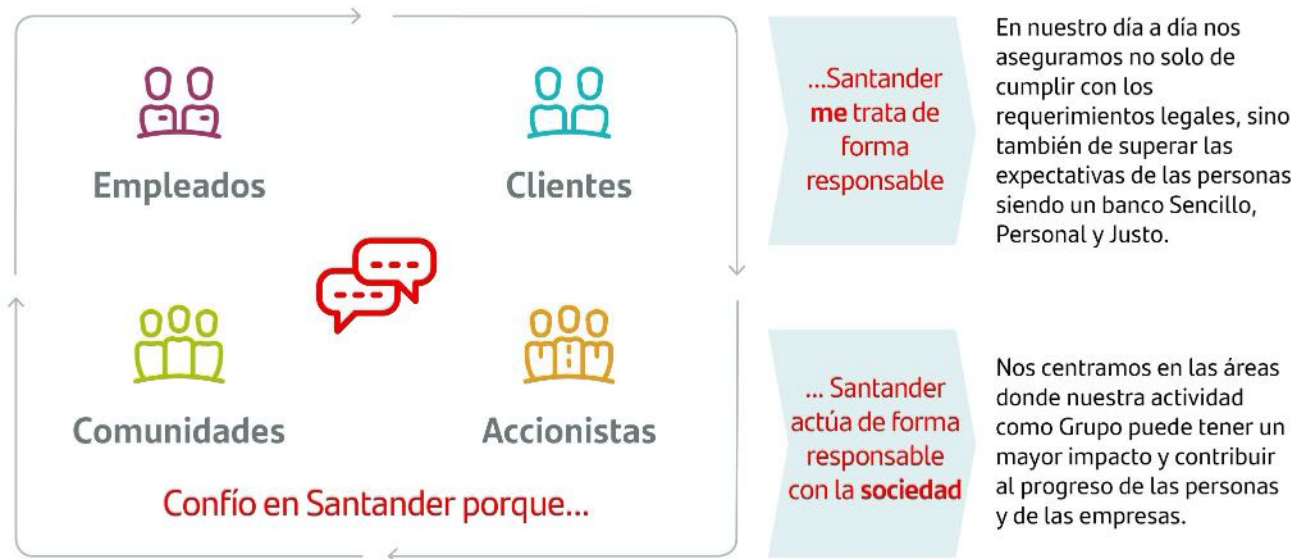 Empleados
Clientes
Comunidades
Accionistas
Confío en Santander porque...
...Santander
me trata de
forma
responsable
En nuestro día a día nos
aseguramos no solo de
cumplir con los
requerimientos legales, sino
también de superar las
expectativas de las personas
siendo un banco Sencillo,
Personal y Justo.
... Santander
actúa de forma
responsable
con la sociedad
Nos centramos en las áreas
donde nuestra actividad
como Grupo puede tener un
mayor impacto y contribuir
al progreso de las personas
y de las empresas.